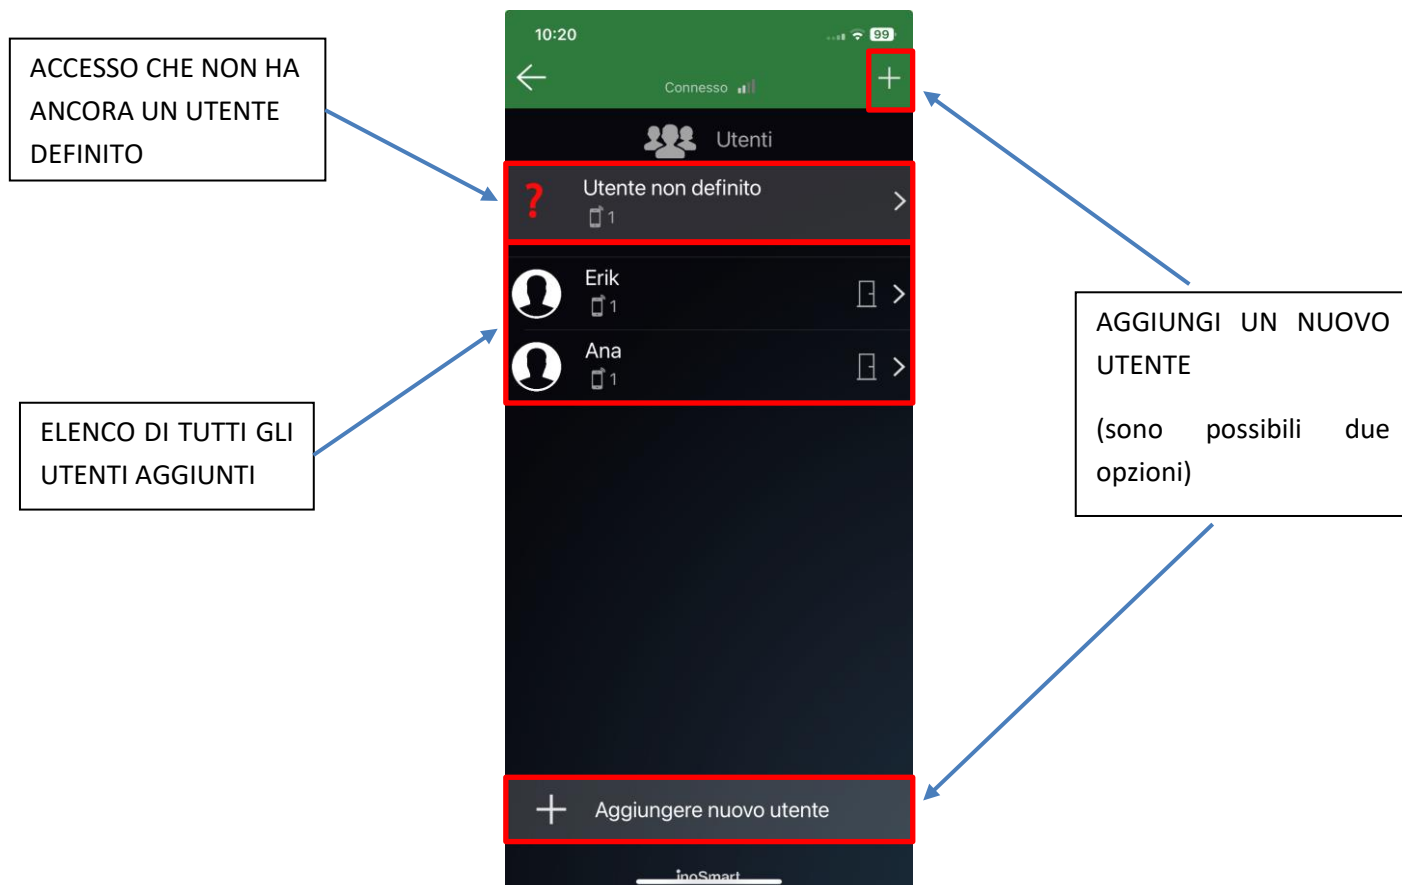 ACCESSO CHE NON HA
ANCORA UN UTENTE
DEFINITO
ELENCO DI TUTTI GLI
UTENTI AGGIUNTI
10:20
99
Connesso
Utenti
?
Utente non definito
1
Erik
1
Ana
1
Aggiungere nuovo utente
inoSmart
AGGIUNGI UN NUOVO
UTENTE
(sono possibili due
opzioni)